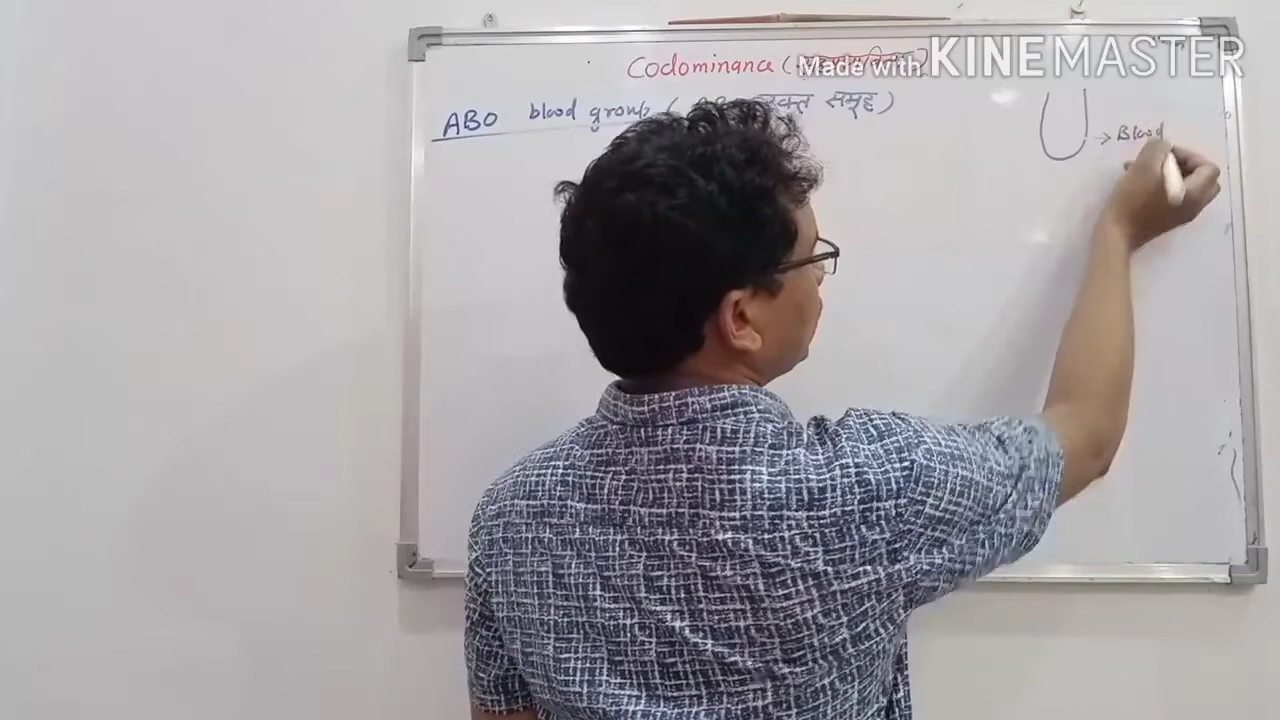 Codominance (
Made with KINEMASTER
ABO blood group ( रक्त समूह )
→ Blood